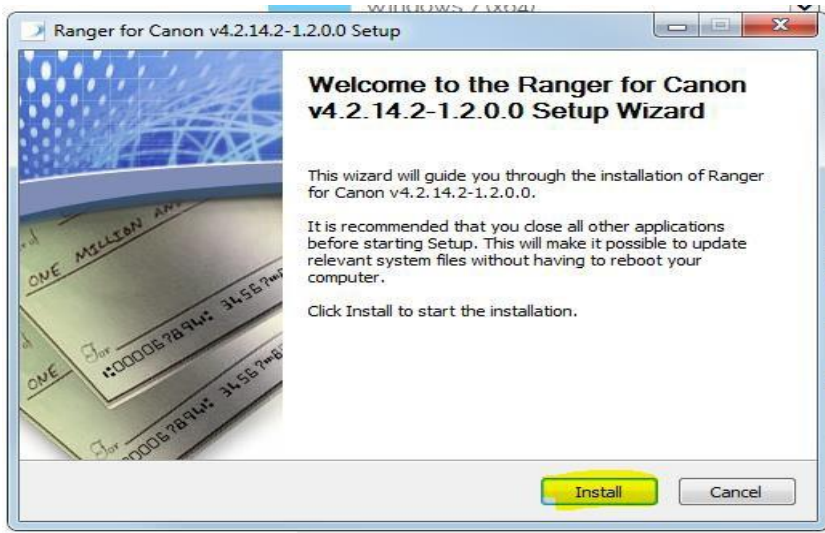 Windows 7 (x64)
Ranger for Canon v4.2.14.2-1.2.0.0 Setup
Welcome to the Ranger for Canon
v4.2.14.2-1.2.0.0 Setup Wizard
This wizard will guide you through the installation of Ranger
for Canon v4.2.14.2-1.2.0.0.
It is recommended that you close all other applications
before starting Setup. This will make it possible to update
relevant system files without having to reboot your
computer.
Click Install to start the installation.
ONE MILLION AND
For
ONE
For
Install
Cancel